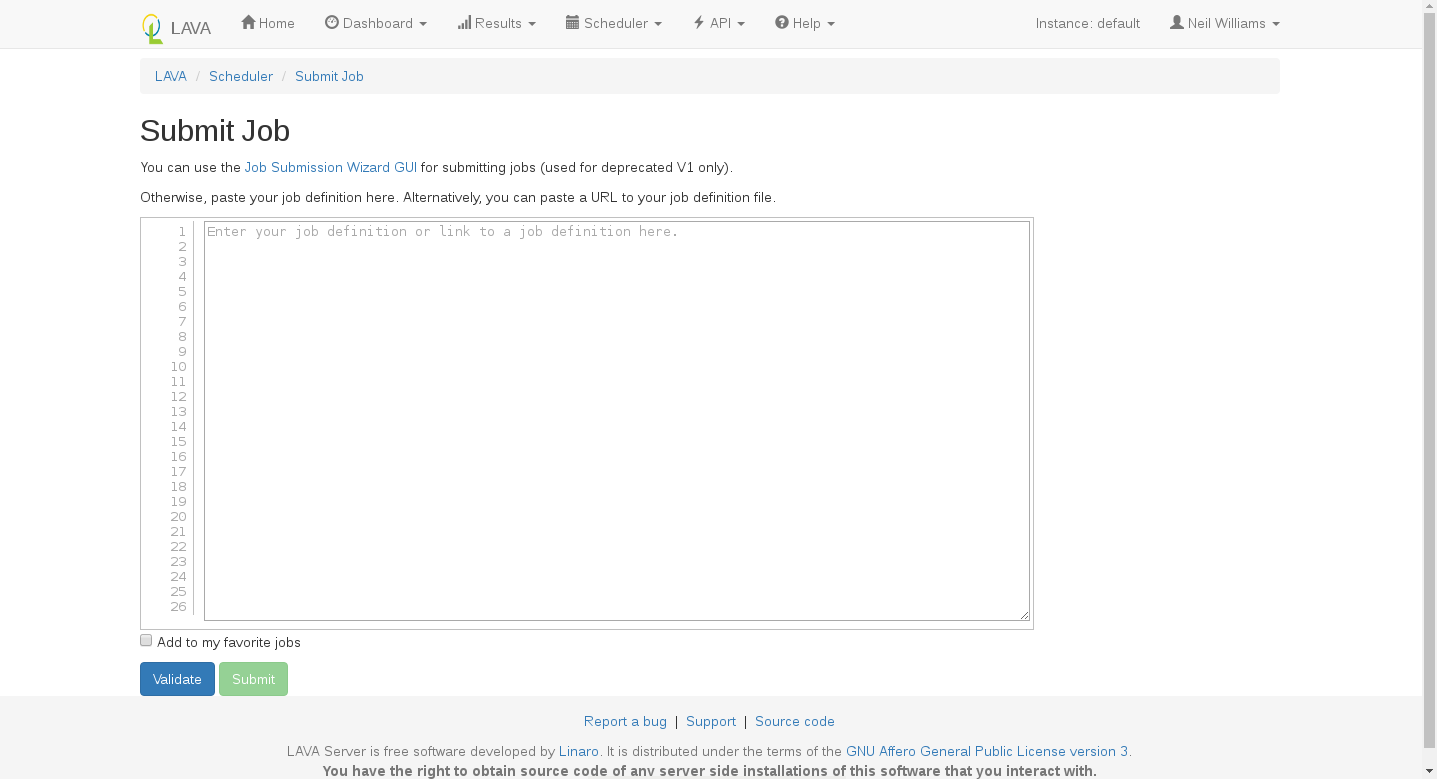 LAVA Home Dashboard Results Scheduler API Help Instance: default Neil Williams
LAVA / Scheduler / Submit Job
Submit Job
You can use the Job Submission Wizard GUI for submitting jobs (used for deprecated V1 only).
Otherwise, paste your job definition here. Alternatively, you can paste a URL to your job definition file.
1 Enter your job definition or link to a job definition here.
2
3
4
5
6
7
8
9
10
11
12
13
14
15
16
17
18
19
20
21
22
23
24
25
26
Add to my favorite jobs
Validate Submit
Report a bug | Support | Source code
LAVA Server is free software developed by Linaro. It is distributed under the terms of the GNU Affero General Public License version 3.
You have the right to obtain source code of any server side installations of this software that you interact with.